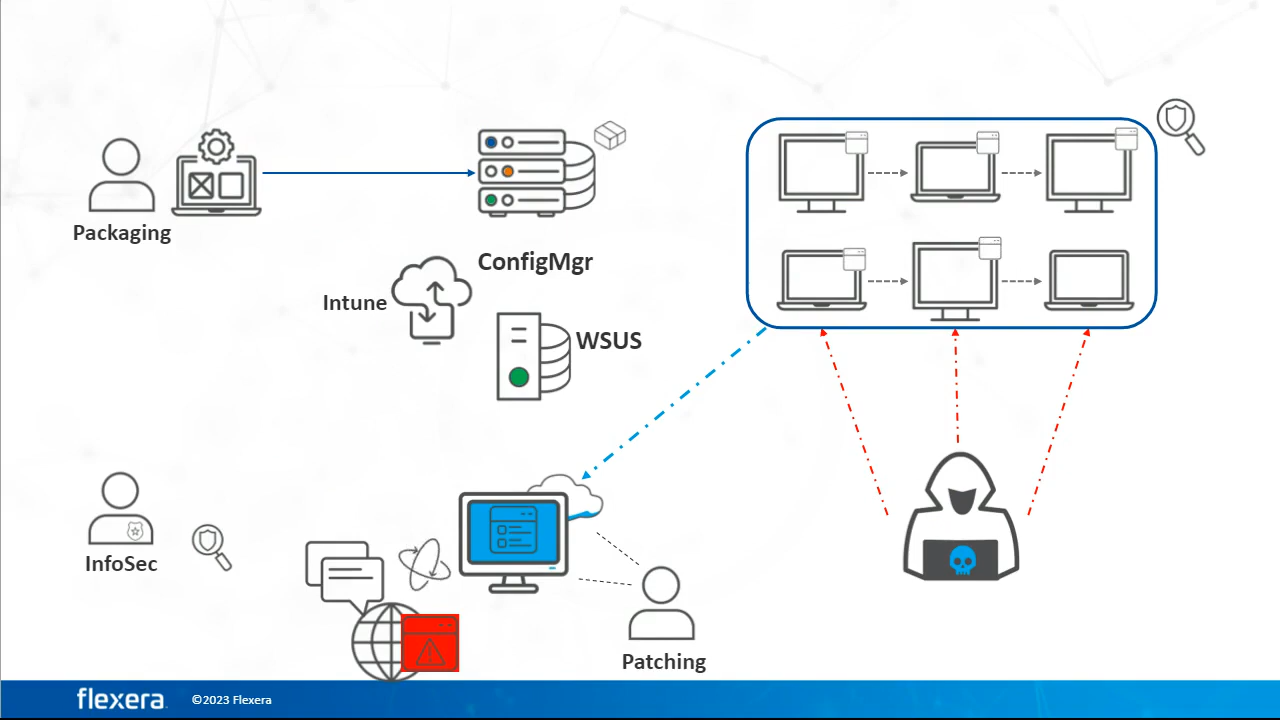 Packaging
ConfigMgr
Intune
WSUS
InfoSec
Patching
flexera
©2023 Flexera